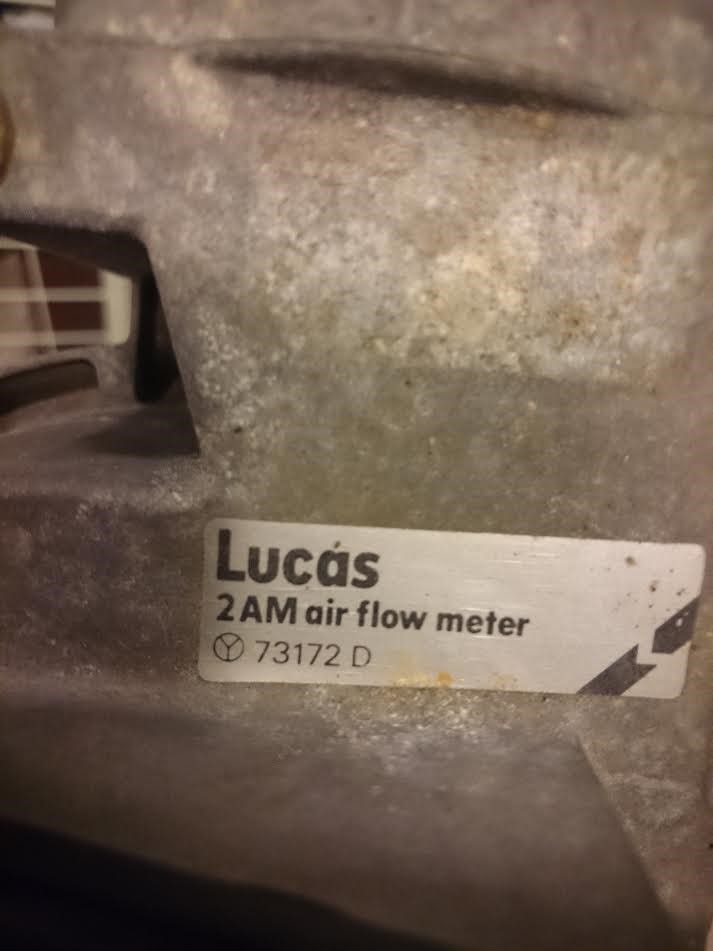 Lucas
2AM air flow meter
73172 D